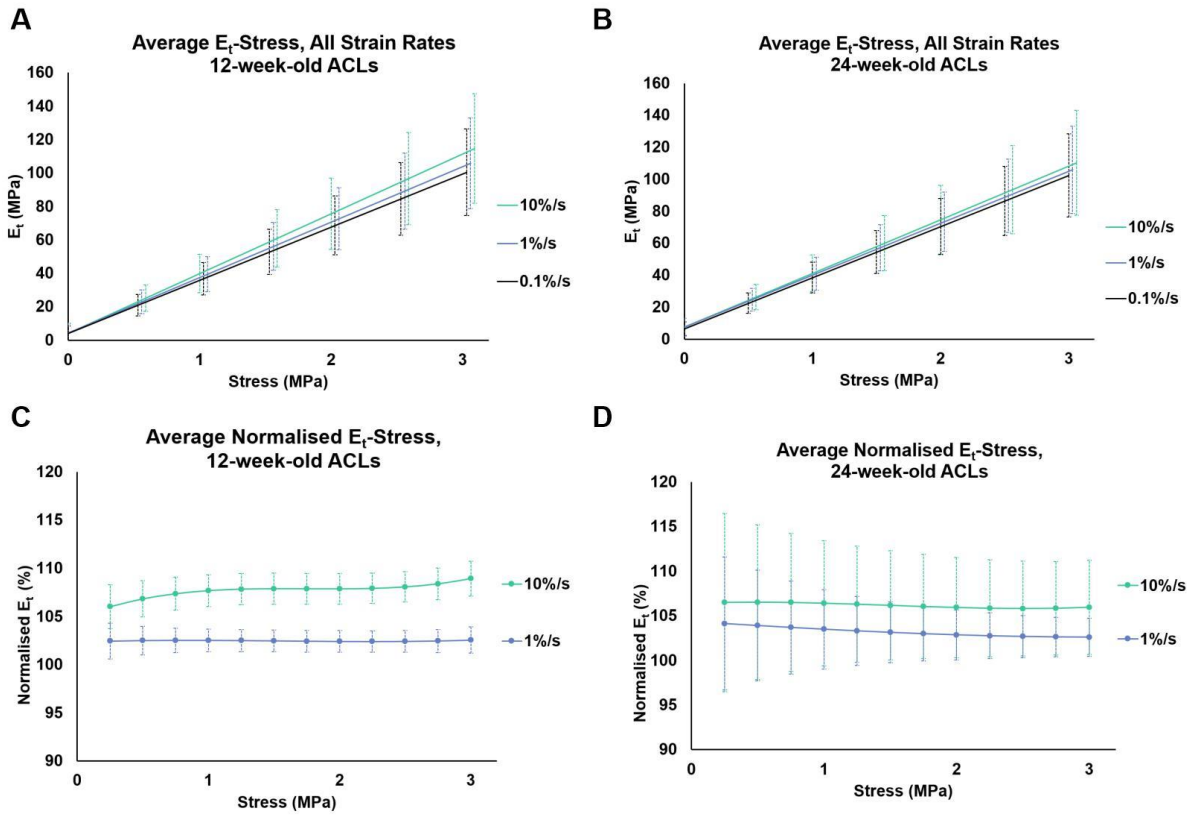 A
Average Et-Stress, All Strain Rates
12-week-old ACLs
Et (MPa)
160
140
120
100
80
60
40
20
0
0 1 2 3
Stress (MPa)
10%/s
1%/s
0.1%/s
B
Average Et-Stress, All Strain Rates
24-week-old ACLs
Et (MPa)
160
140
120
100
80
60
40
20
0
0 1 2 3
Stress (MPa)
10%/s
1%/s
0.1%/s
C
Average Normalised Et-Stress,
12-week-old ACLs
Normalised Et (%)
120
115
110
105
100
95
90
0 1 2 3
Stress (MPa)
10%/s
1%/s
D
Average Normalised Et-Stress,
24-week-old ACLs
Normalised Et (%)
120
115
110
105
100
95
90
0 1 2 3
Stress (MPa)
10%/s
1%/s